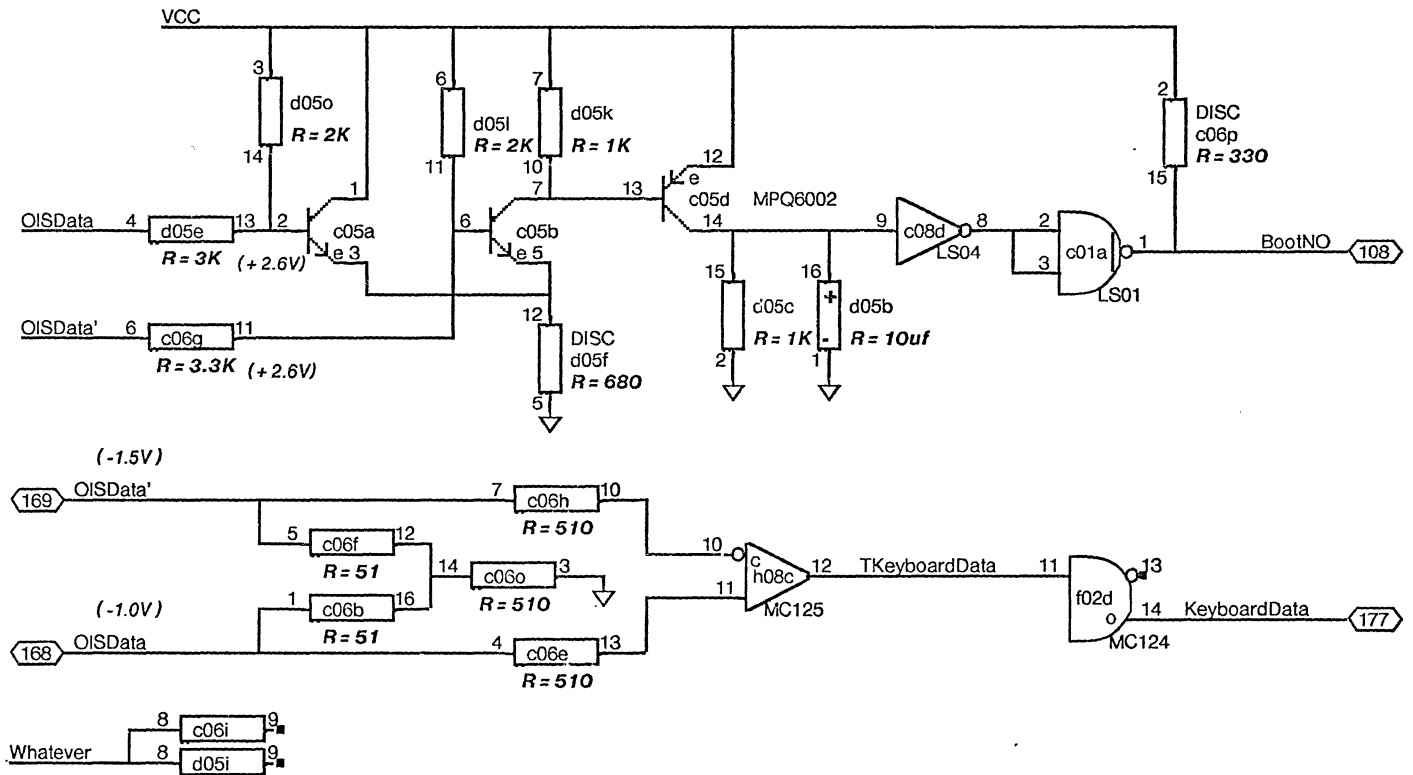 VCC
3
d05o
R = 2K
14
6
d05l
R = 2K
11
7
d05k
R = 1K
10
2
DISC
c06p
R = 330
15
OISData
4
d05e
13
R = 3K
(+2.6V)
2
1
c05a
e 3
6
7
c05b
e 5
13
12
e
c05d
MPQ6002
14
9
c08d
8
LS04
2
3
c01a
1
LS01
BootNO
108
OISData'
6
c06g
11
R = 3.3K
(+2.6V)
12
DISC
d05f
R = 680
5
15
d05c
R = 1K
2
16
+
-
d05b
R = 10uf
1
(-1.5V)
169
OISData'
7
c06h
10
R = 510
5
c06f
12
R = 51
14
c06o
3
R = 510
(-1.0V)
1
c06b
16
R = 51
168
OISData
4
c06e
13
R = 510
10
c
h08c
11
12
MC125
TKeyboardData
11
f02d
o
13
14
MC124
KeyboardData
177
Whatever
8
c06i
9
8
d05i
9